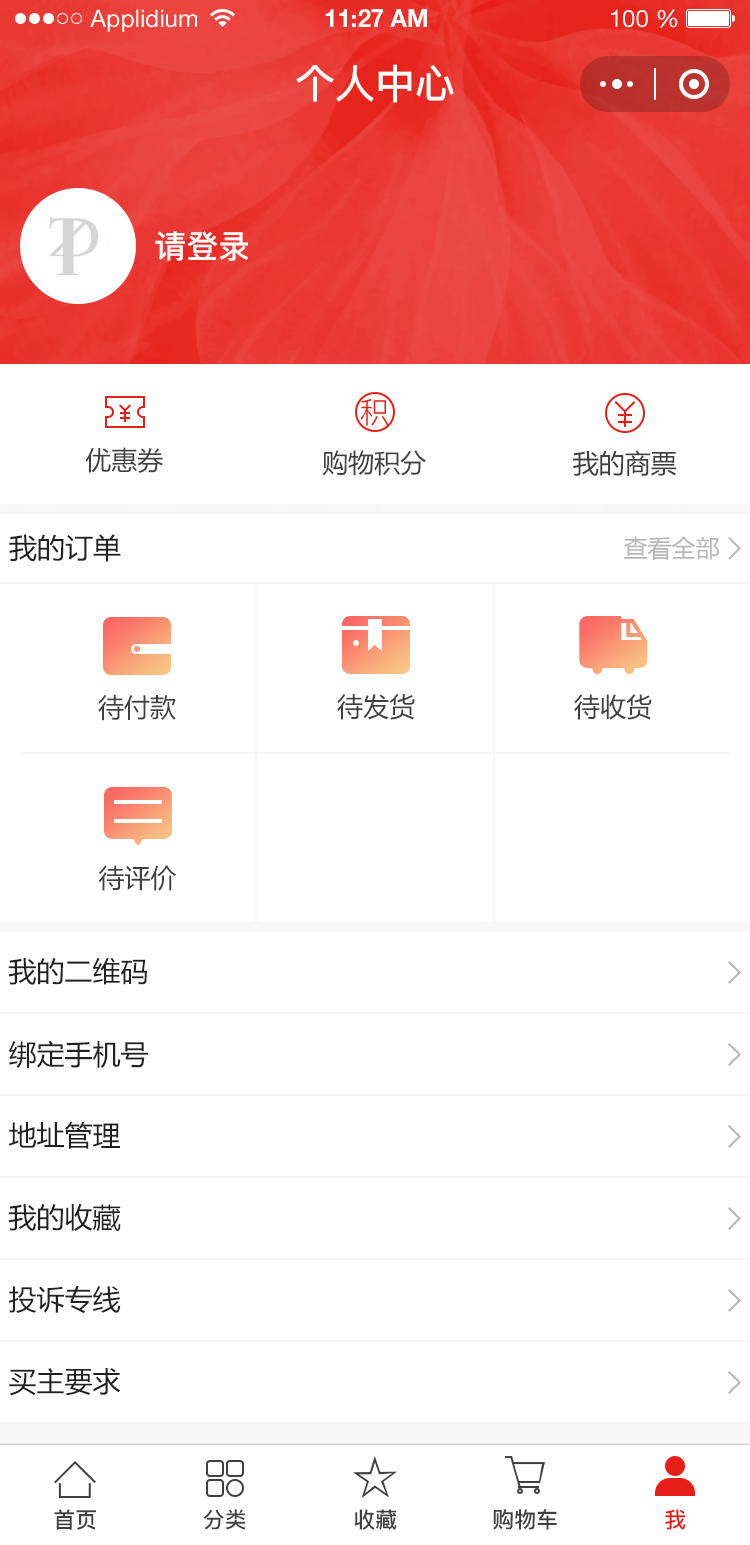 Applidium 11:27 AM 100 %
个人中心
请登录
积
优惠券 购物积分 我的商票
我的订单 查看全部
待付款 待发货 待收货
待评价
我的二维码
绑定手机号
地址管理
我的收藏
投诉专线
买主要求
首页 分类 收藏 购物车 我